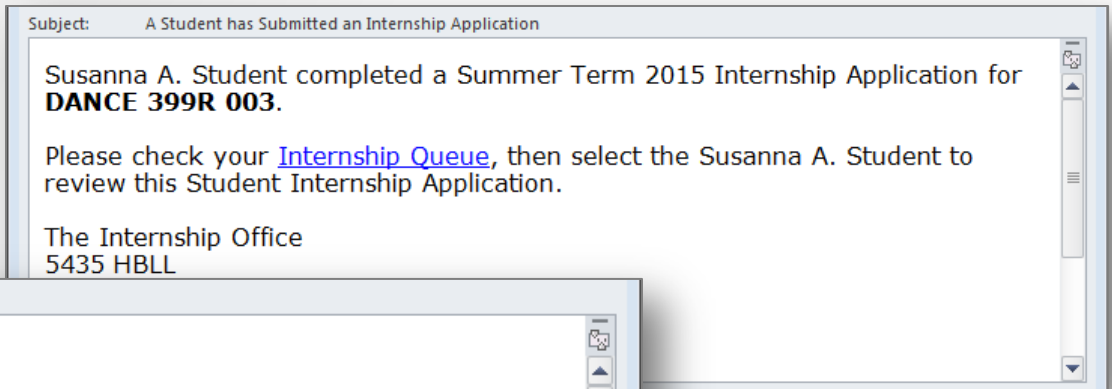 Subject: A Student has Submitted an Internship Application
Susanna A. Student completed a Summer Term 2015 Internship Application for
DANCE 399R 003.
Please check your Internship Queue, then select the Susanna A. Student to
review this Student Internship Application.
The Internship Office
5435 HBLL